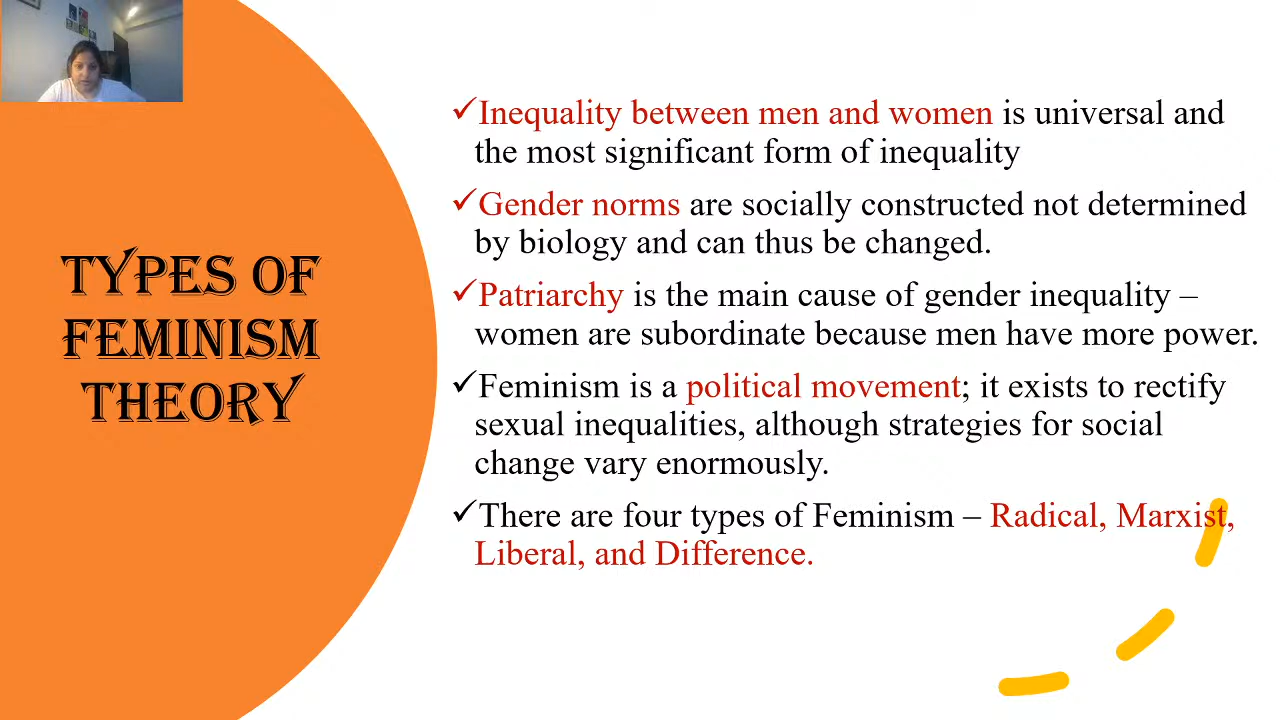 TYPES OF
FEMINISM
THEORY
✓Inequality between men and women is universal and
the most significant form of inequality
✓Gender norms are socially constructed not determined
by biology and can thus be changed.
✓Patriarchy is the main cause of gender inequality –
women are subordinate because men have more power.
✓Feminism is a political movement; it exists to rectify
sexual inequalities, although strategies for social
change vary enormously.
✓There are four types of Feminism – Radical, Marxist,
Liberal, and Difference.